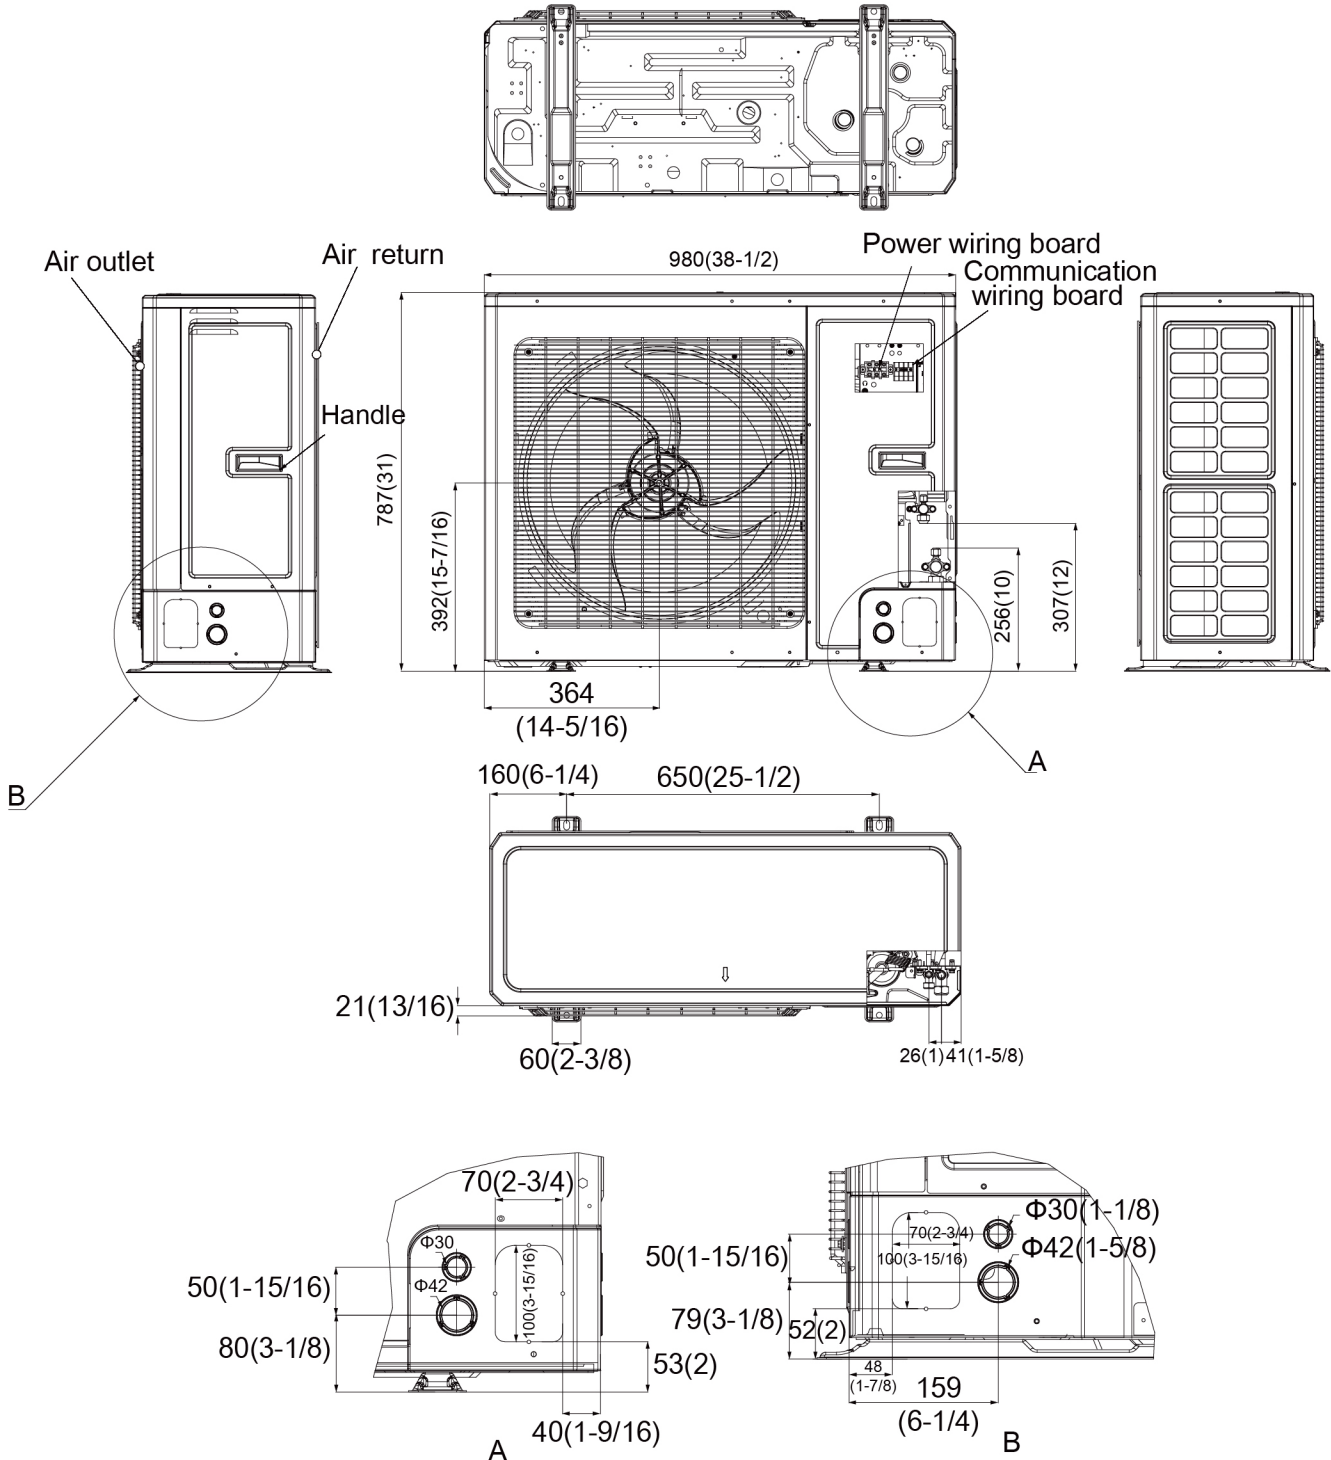 Power wiring board
Communication
wiring board
Air outlet
Air return
980(38-1/2)
Handle
787(31)
392(15-7/16)
256(10)
307(12)
364
(14-5/16)
A
B
160(6-1/4)
650(25-1/2)
21(13/16)
60(2-3/8)
26(1)
41(1-5/8)
70(2-3/4)
Φ30
Φ42
100(3-15/16)
50(1-15/16)
80(3-1/8)
53(2)
40(1-9/16)
A
Φ30(1-1/8)
70(2-3/4)
Φ42(1-5/8)
100(3-15/16)
50(1-15/16)
79(3-1/8)
52(2)
48
(1-7/8)
159
(6-1/4)
B